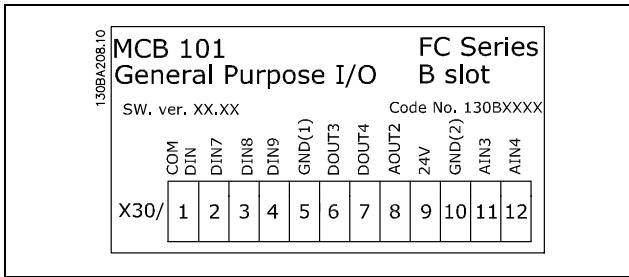 130BA208.10
MCB 101 FC Series
General Purpose I/O B slot
SW. ver. XX.XX Code No. 130BXXXX
COM DIN DIN7 DIN8 DIN9 GND(1) DOUT3 DOUT4 AOUT2 24V GND(2) AIN3 AIN4
X30/ 1 2 3 4 5 6 7 8 9 10 11 12